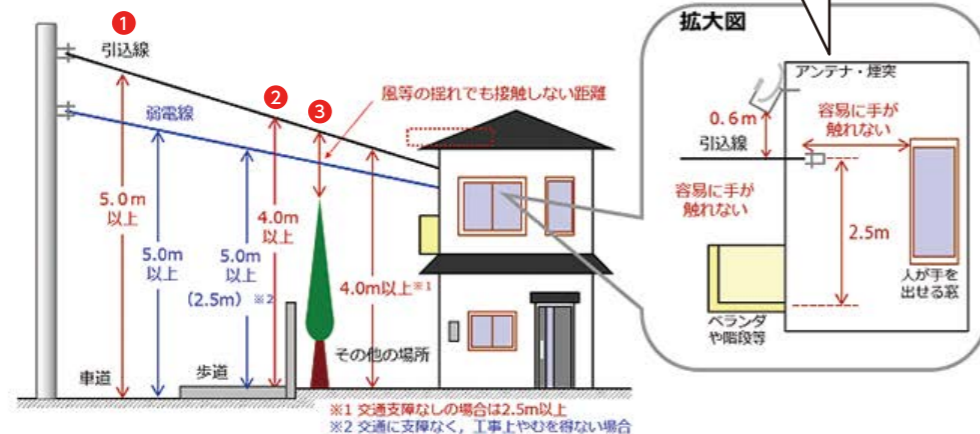 ❶
引込線
❷
❸
風等の揺れでも接触しない距離
弱電線
5.0m
以上
5.0m
以上
5.0m
以上
(2.5m)※2
4.0m
以上
4.0m以上※1
その他の場所
車道
歩道
※1 交通支障なしの場合は2.5m以上
※2 交通に支障なく，工事上やむを得ない場合
拡大図
アンテナ・煙突
0.6m
容易に手が
触れない
引込線
容易に手が
触れない
2.5m
人が手を
出せる窓
ベランダ
や階段等